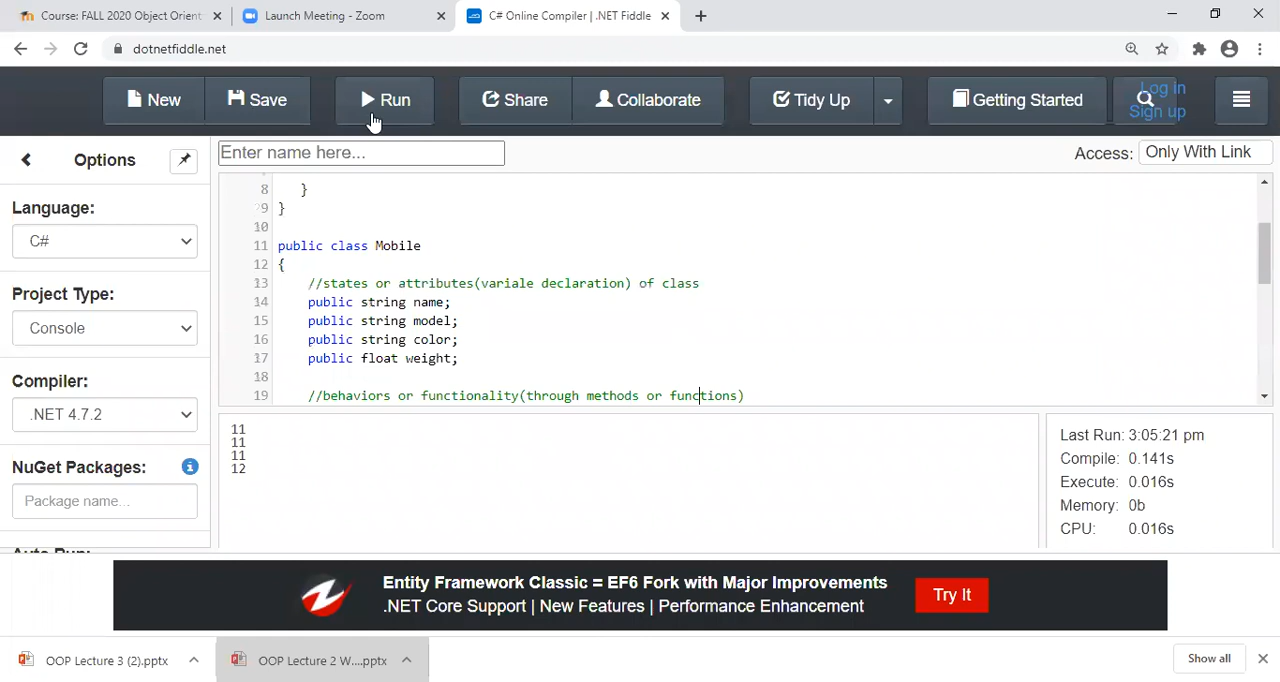 Course: FALL 2020 Object Orient
Launch Meeting - Zoom
C# Online Compiler | .NET Fiddle
dotnetfiddle.net
New
Save
Run
Share
Collaborate
Tidy Up
Getting Started
Log in
Sign up
Options
Enter name here...
Access: Only With Link
Language:
C#
Project Type:
Console
Compiler:
.NET 4.7.2
NuGet Packages:
Package name...
8 }
9 }
10
11 public class Mobile
12 {
13 //states or attributes(variale declaration) of class
14 public string name;
15 public string model;
16 public string color;
17 public float weight;
18
19 //behaviors or functionality(through methods or functions)
11
11
11
12
Last Run: 3:05:21 pm
Compile: 0.141s
Execute: 0.016s
Memory: 0b
CPU: 0.016s
Entity Framework Classic = EF6 Fork with Major Improvements
.NET Core Support | New Features | Performance Enhancement
Try It
OOP Lecture 3 (2).pptx
OOP Lecture 2 W....pptx
Show all